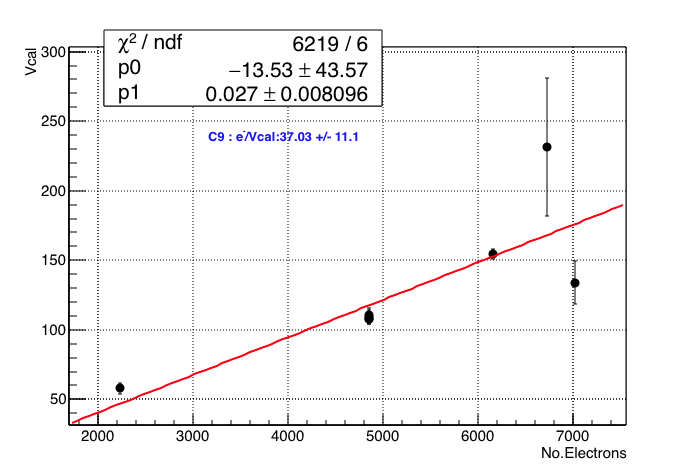 χ² / ndf 6219 / 6
p0 −13.53 ± 43.57
p1 0.027 ± 0.008096
C9 : e⁻/Vcal:37.03 +/- 11.1
Vcal
300
250
200
150
100
50
2000 3000 4000 5000 6000 7000
No.Electrons